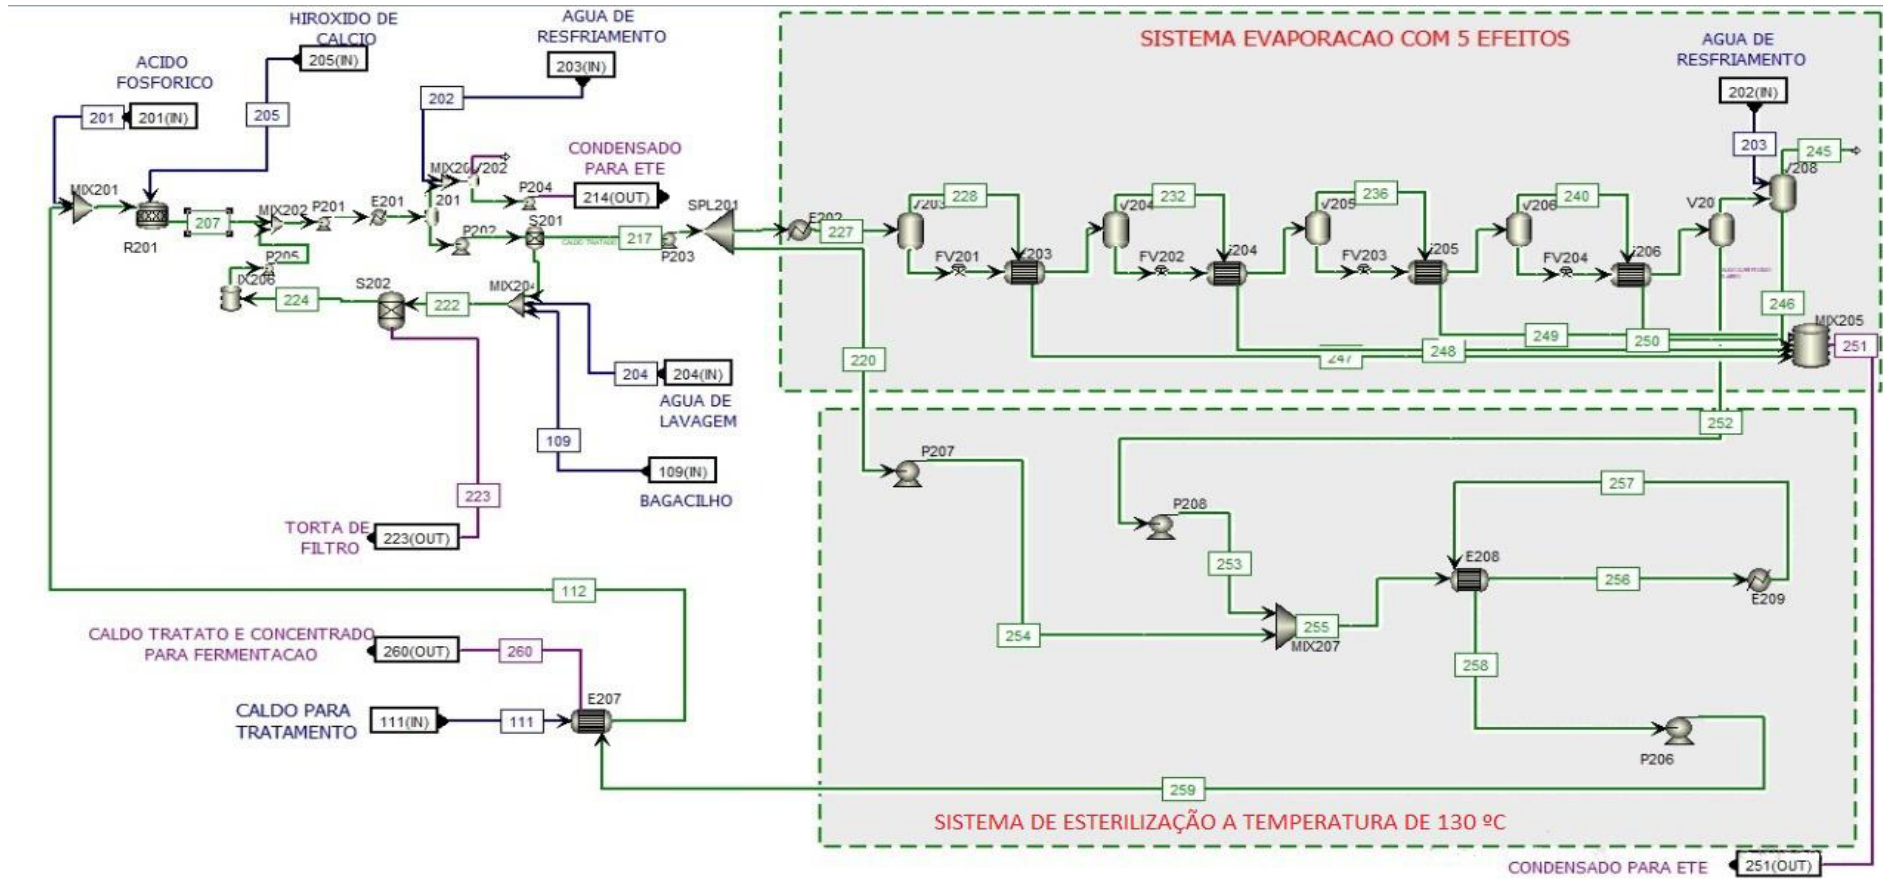 HIROXIDO DE
CALCIO
205(IN)
ACIDO
FOSFORICO
201
201(IN)
205
AGUA DE
RESFRIAMENTO
203(IN)
202
CONDENSADO
PARA ETE
214(OUT)
P204
MIX201
R201
207
MIX202
P201
E201
201
P202
S201
217
P203
SPL201
P205
224
S202
222
204
204(IN)
AGUA DE
LAVAGEM
109
109(IN)
BAGACILHO
223
TORTA DE
FILTRO
223(OUT)
112
CALDO TRATATO E CONCENTRADO
PARA FERMENTACAO
260(OUT)
260
CALDO PARA
TRATAMENTO
111(IN)
111
E207
SISTEMA EVAPORACAO COM 5 EFEITOS
AGUA DE
RESFRIAMENTO
202(IN)
203
245
E202
227
228
FV201
232
FV202
236
FV203
240
FV204
246
MIX205
251
249
250
248
247
220
252
P207
254
P208
253
255
MIX207
257
E208
256
E209
258
P206
259
SISTEMA DE ESTERILIZAÇÃO A TEMPERATURA DE 130 ºC
CONDENSADO PARA ETE
251(OUT)